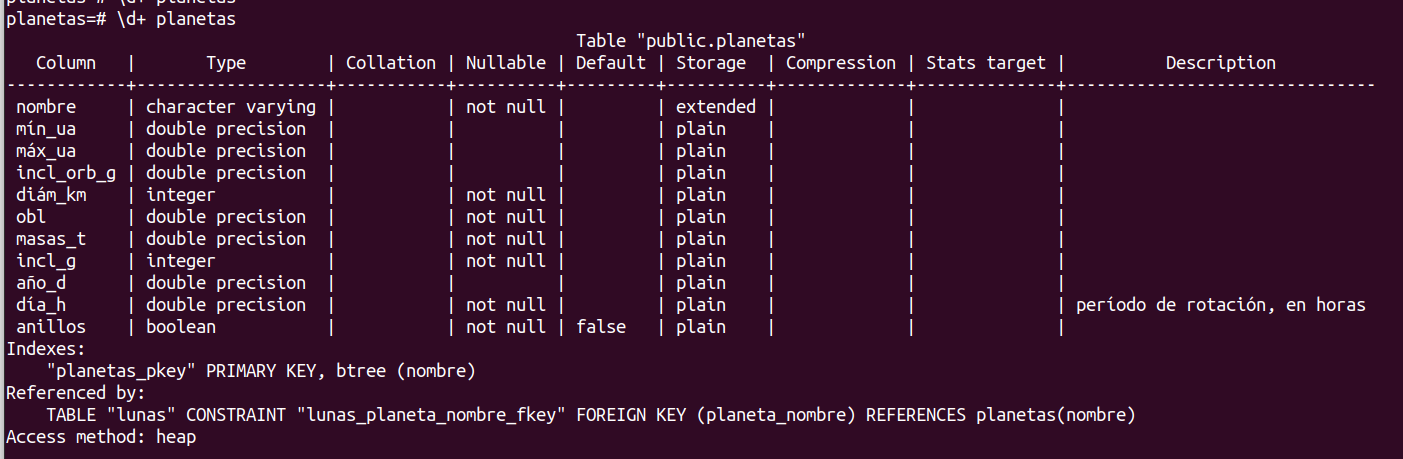 planetas=# \d+ planetas
Table "public.planetas"
Column | Type | Collation | Nullable | Default | Storage | Compression | Stats target | Description
------------+------------------+-----------+----------+---------+----------+-------------+--------------+-----------------------------
nombre | character varying | | not null | | extended | | |
mín_ua | double precision | | | | plain | | |
máx_ua | double precision | | | | plain | | |
incl_orb_g | double precision | | | | plain | | |
diám_km | integer | | not null | | plain | | |
obl | double precision | | not null | | plain | | |
masas_t | double precision | | not null | | plain | | |
incl_g | integer | | not null | | plain | | |
año_d | double precision | | | | plain | | |
día_h | double precision | | not null | | plain | | | período de rotación, en horas
anillos | boolean | | not null | false | plain | | |
Indexes:
"planetas_pkey" PRIMARY KEY, btree (nombre)
Referenced by:
TABLE "lunas" CONSTRAINT "lunas_planeta_nombre_fkey" FOREIGN KEY (planeta_nombre) REFERENCES planetas(nombre)
Access method: heap